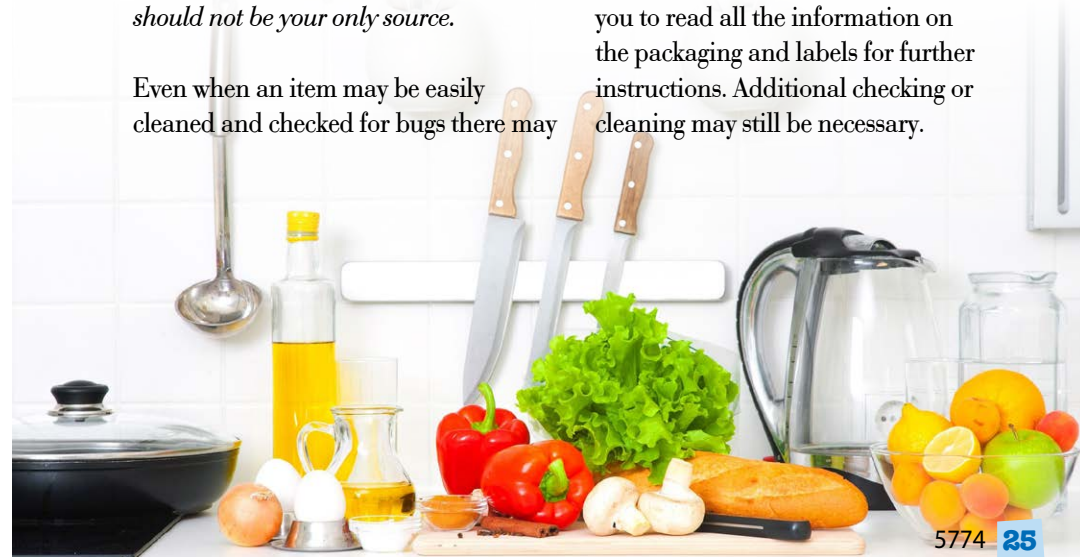 should not be your only source.
Even when an item may be easily
cleaned and checked for bugs there may
you to read all the information on
the packaging and labels for further
instructions. Additional checking or
cleaning may still be necessary.
5774 25